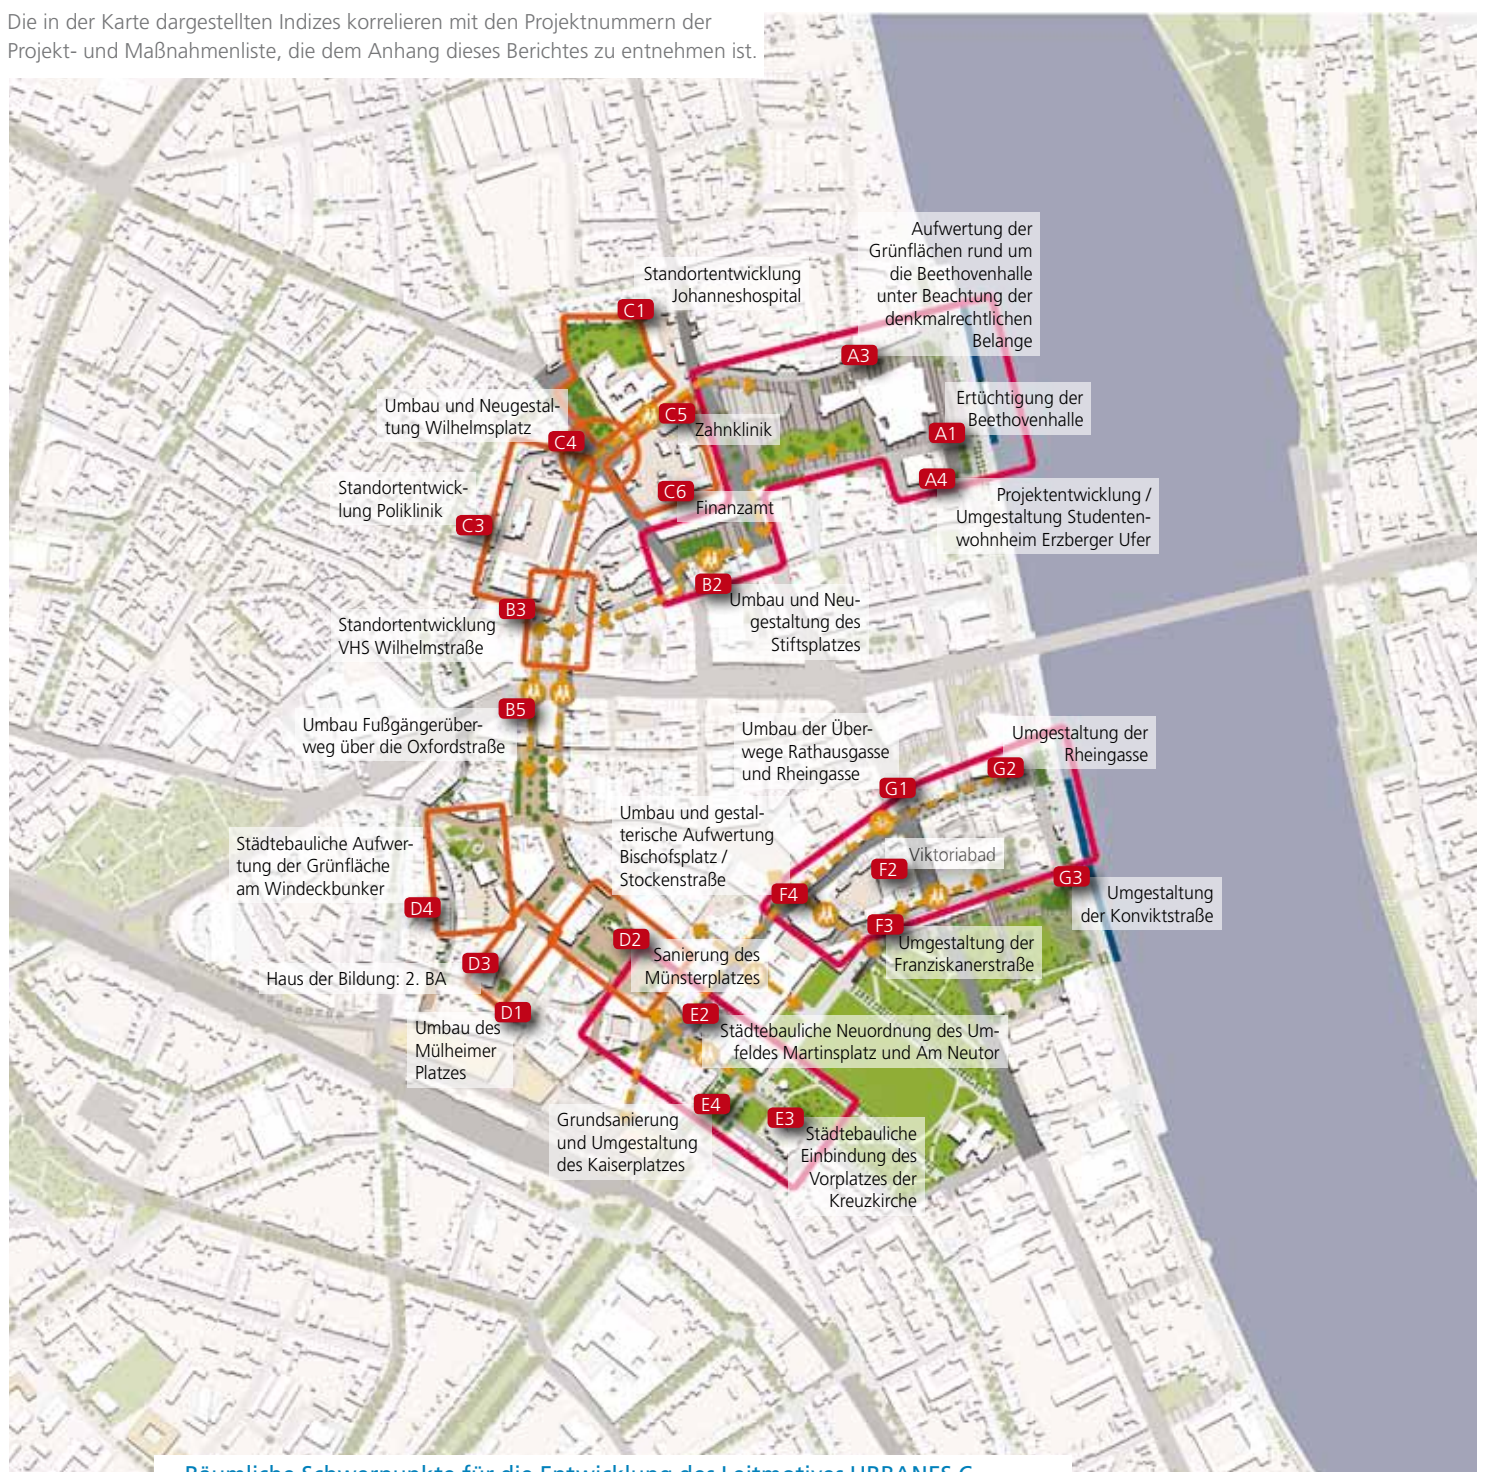 Die in der Karte dargestellten Indizes korrelieren mit den Projektnummern der
Projekt- und Maßnahmenliste, die dem Anhang dieses Berichtes zu entnehmen ist.
Aufwertung der
Grünflächen rund um
die Beethovenhalle
unter Beachtung der
denkmalrechtlichen
Belange
A3
Standortentwicklung
Johanneshospital
C1
Ertüchtigung der
Beethovenhalle
A1
Umbau und Neugestal-
tung Wilhelmsplatz
C4
C5
Zahnklinik
A4
Projektentwicklung /
Umgestaltung Studenten-
wohnheim Erzberger Ufer
Standortentwick-
lung Poliklinik
C3
C6
Finanzamt
B2
Umbau und Neu-
gestaltung des
Stiftsplatzes
B3
Standortentwicklung
VHS Wilhelmstraße
B5
Umbau Fußgängerüber-
weg über die Oxfordstraße
Umbau der Über-
wege Rathausgasse
und Rheingasse
G1
Umgestaltung der
Rheingasse
G2
Umbau und gestal-
terische Aufwertung
Bischofsplatz /
Stockenstraße
F4
Viktoriabad
F2
Städtebauliche Aufwer-
tung der Grünfläche
am Windeckbunker
D4
G3
Umgestaltung
der Konviktstraße
F3
Umgestaltung der
Franziskanerstraße
D2
Sanierung des
Münsterplatzes
D3
Haus der Bildung: 2. BA
D1
Umbau des
Mülheimer
Platzes
E2
Städtebauliche Neuordnung des Um-
feldes Martinsplatz und Am Neutor
E4
Grundsanierung
und Umgestaltung
des Kaiserplatzes
E3
Städtebauliche
Einbindung des
Vorplatzes der
Kreuzkirche
Räumliche Schwerpunkte für die Entwicklung des Leitmotives URBANES G